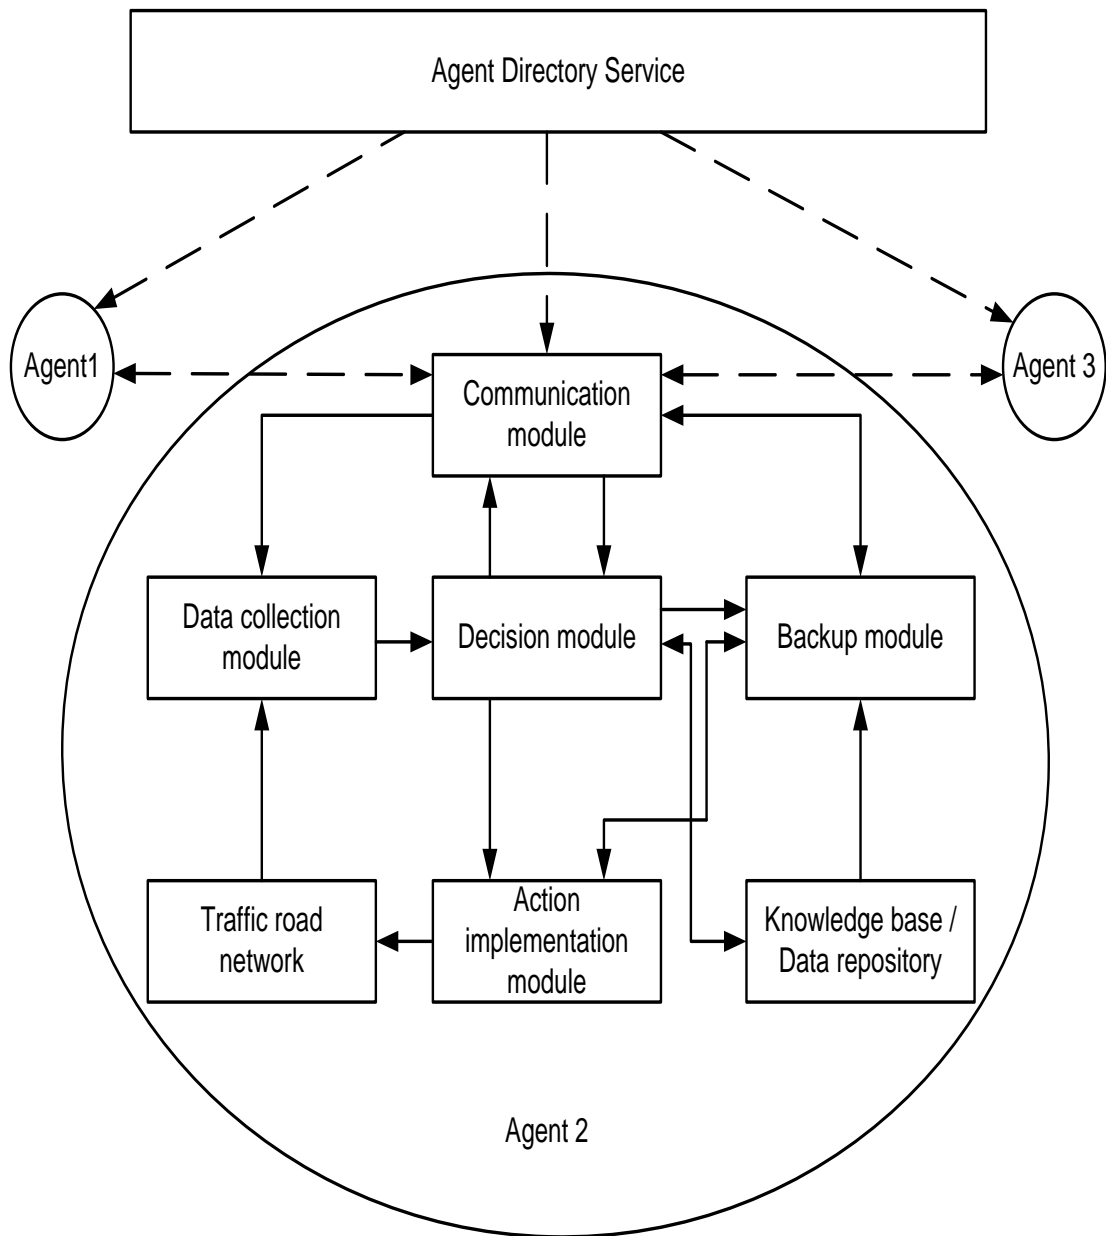 Agent Directory Service
Agent1
Agent 3
Communication
module
Data collection
module
Decision module
Backup module
Traffic road
network
Action
implementation
module
Knowledge base /
Data repository
Agent 2